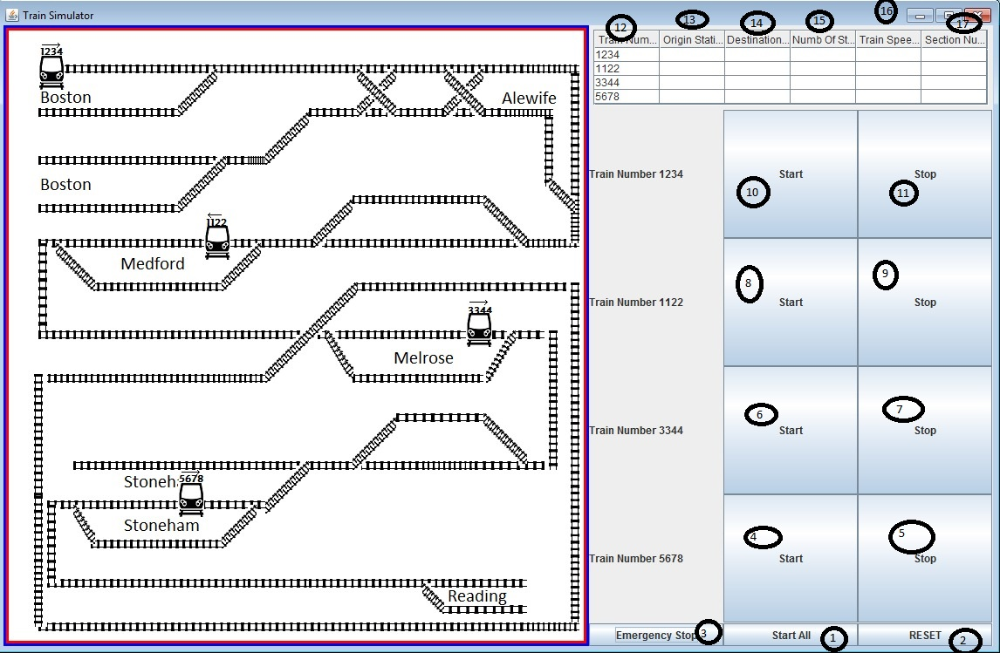 Train Simulator
16
12 13 14 15 17
Train Num... Origin Stati... Destination... Numb Of St... Train Spee... Section Nu...
1234
1122
3344
5678
1234
Boston
Alewife
Boston
1122
Medford
3344
Melrose
5678
Stoneh
Stoneham
Reading
Train Number 1234
Start
Stop
10
11
8
9
Train Number 1122
Start
Stop
6
7
Train Number 3344
Start
Stop
4
5
Train Number 5678
Start
Stop
Emergency Stop 3
Start All 1
RESET 2